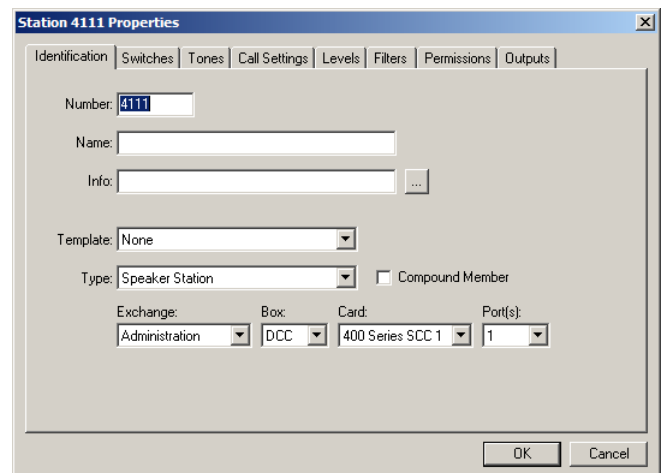 Station 4111 Properties
Identification Switches Tones Call Settings Levels Filters Permissions Outputs
Number: 4111
Name:
Info: ...
Template: None
Type: Speaker Station Compound Member
Exchange: Box: Card: Port(s):
Administration DCC 400 Series SCC 1 1
OK Cancel